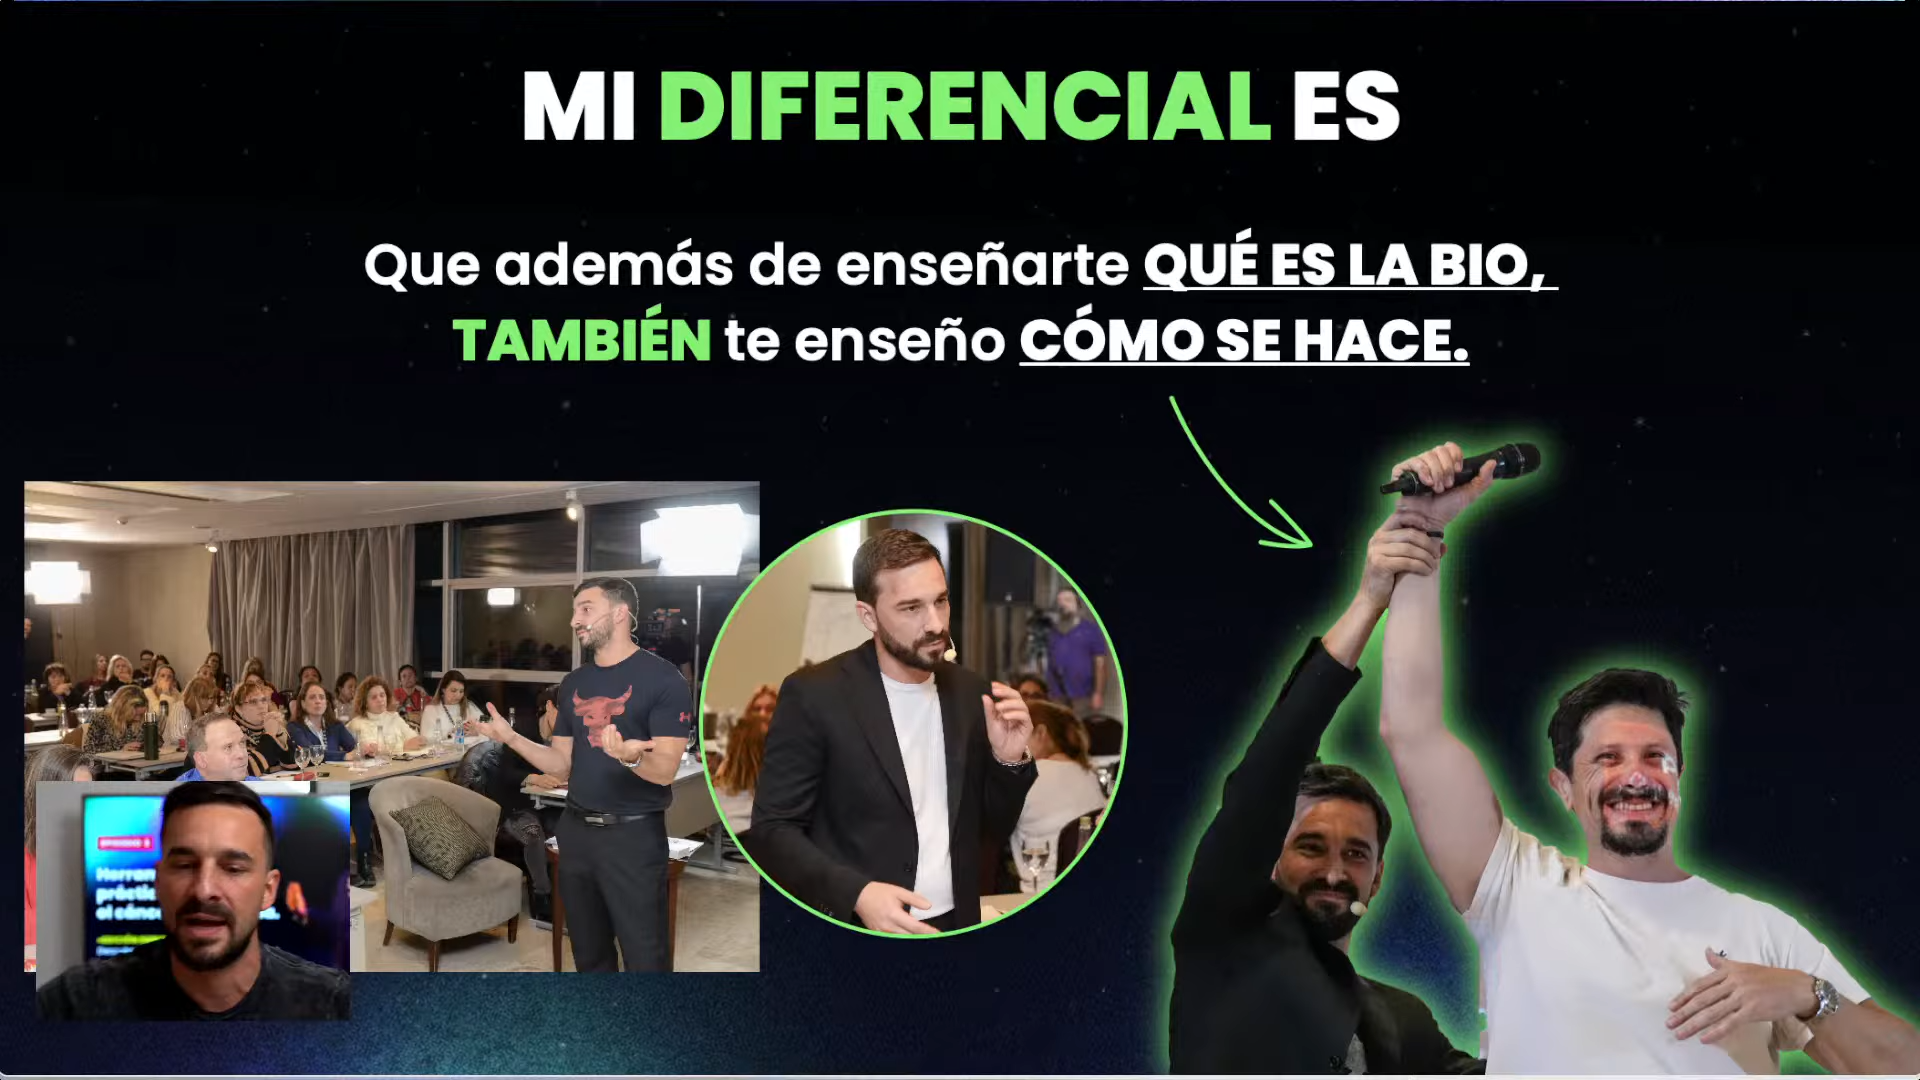 MI DIFERENCIAL ES
Que además de enseñarte QUÉ ES LA BIO,
TAMBIÉN te enseño CÓMO SE HACE.